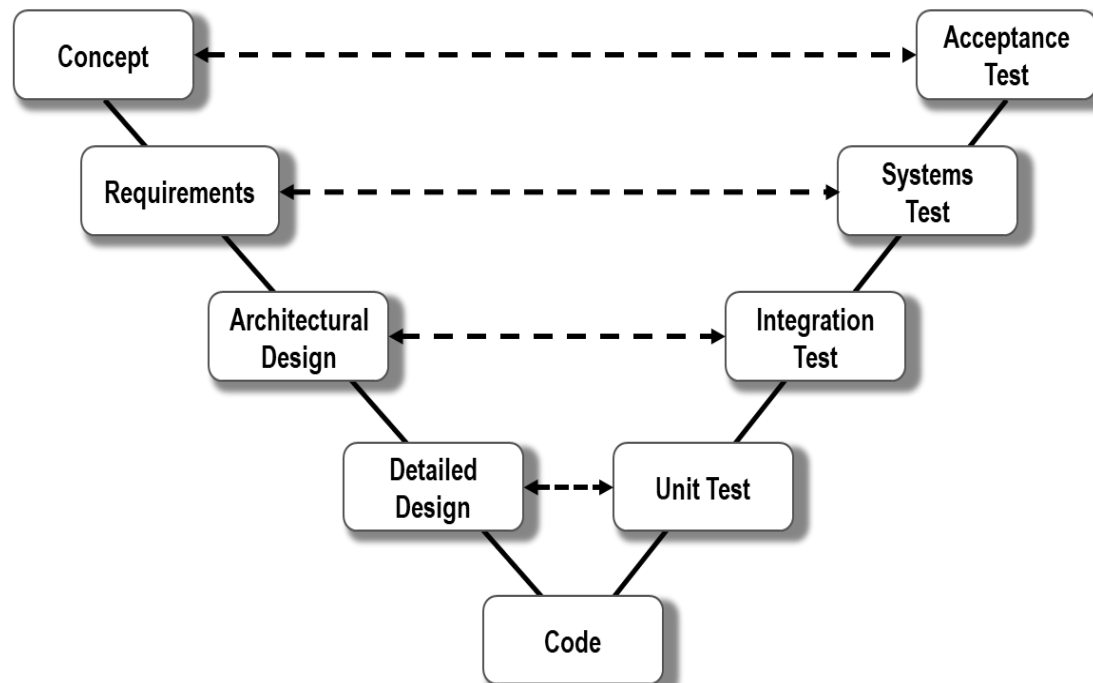 Concept
Acceptance
Test
Requirements
Systems
Test
Architectural
Design
Integration
Test
Detailed
Design
Unit Test
Code